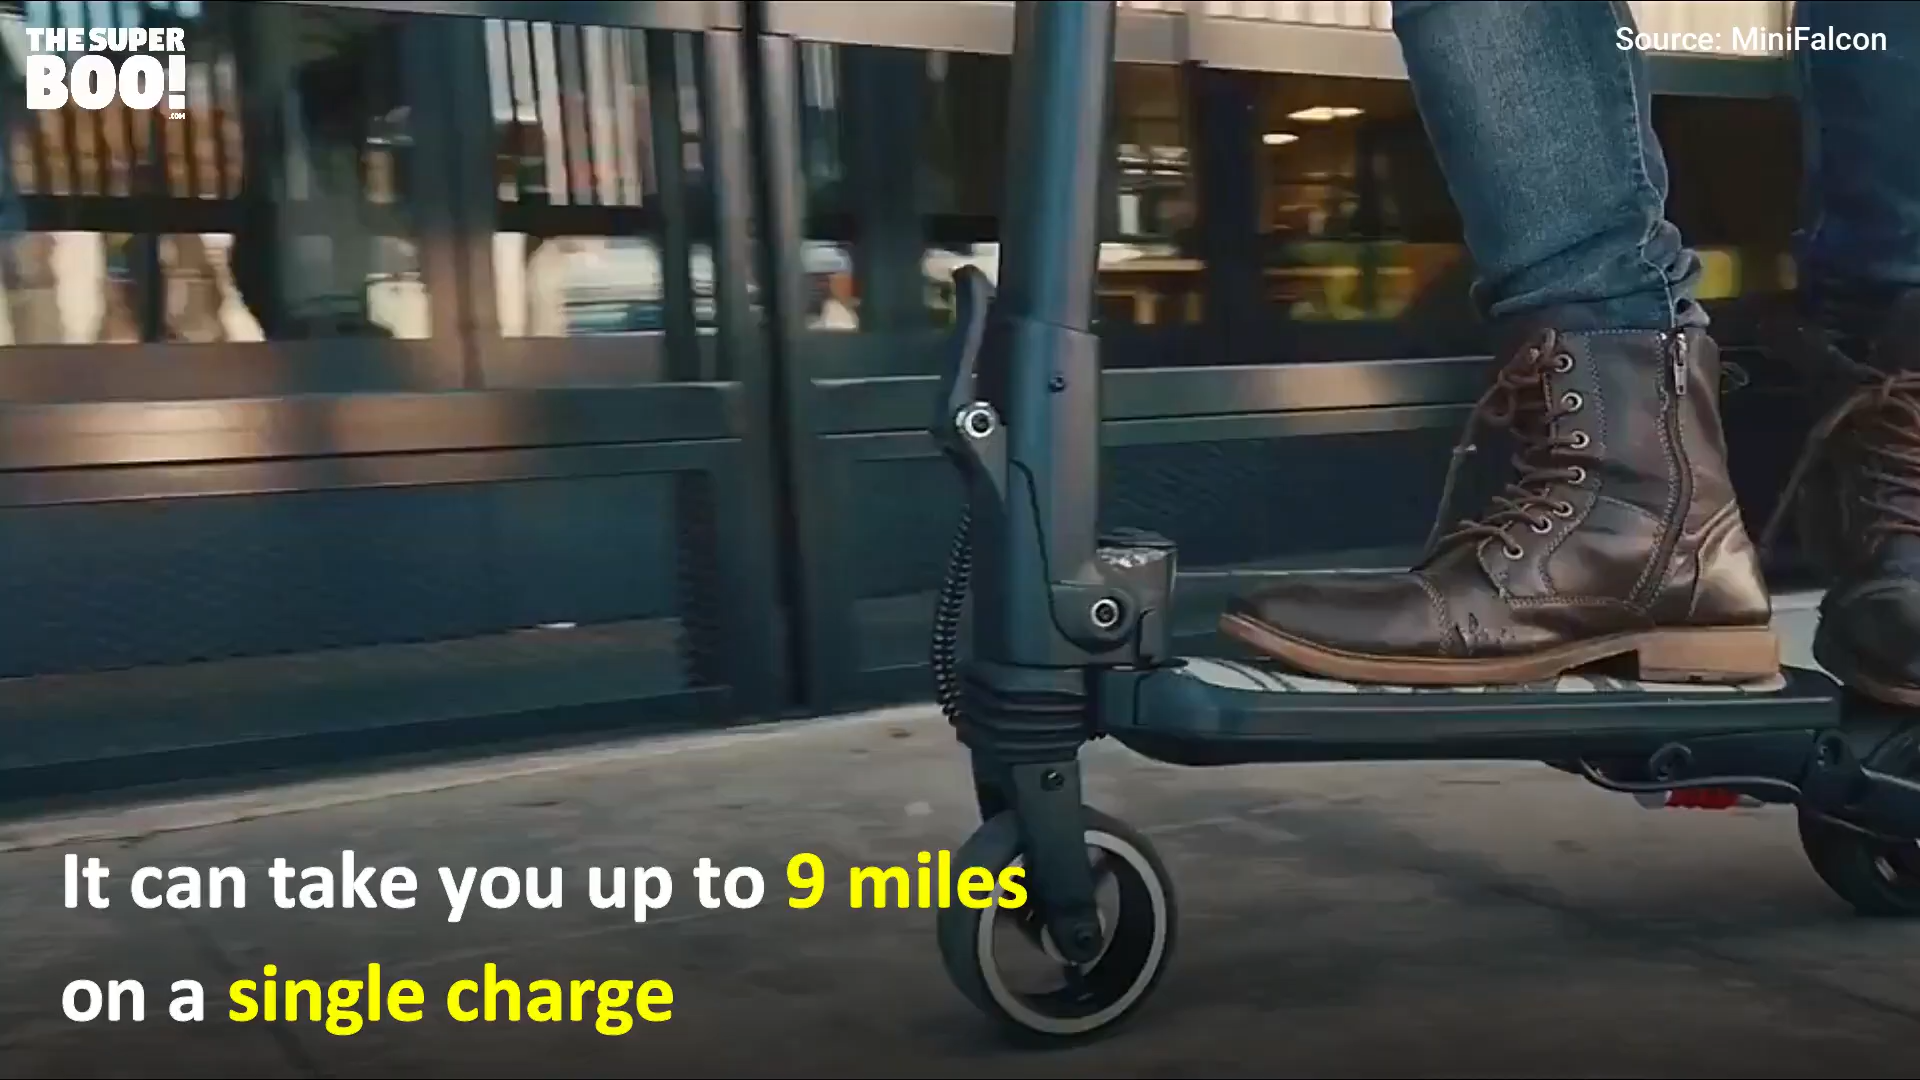 THE SUPER
BOO!
.COM
Source: MiniFalcon
It can take you up to 9 miles
on a single charge